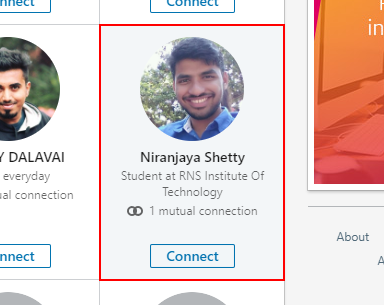 Connect
Connect
in
Y DALAVAI
everyday
ual connection
nnect
Niranjaya Shetty
Student at RNS Institute Of
Technology
1 mutual connection
Connect
About
A